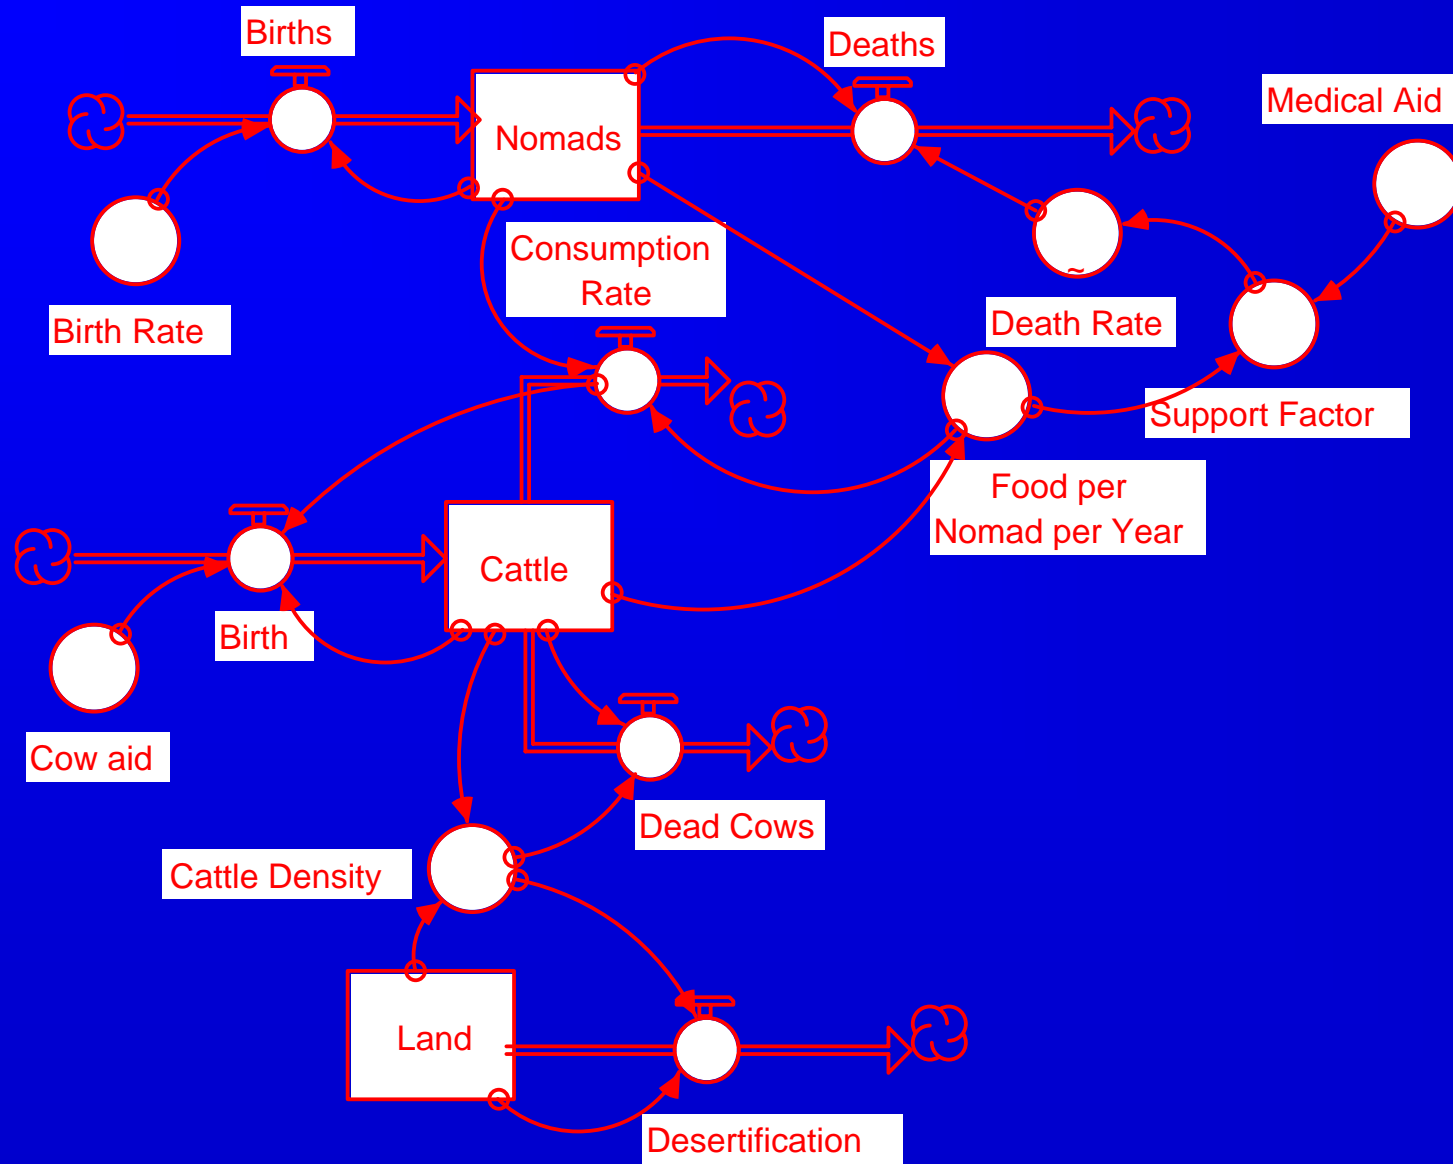 Births
Deaths
Medical Aid
Nomads
Consumption
Rate
Birth Rate
Death Rate
Support Factor
Food per
Nomad per Year
Cattle
Birth
Cow aid
Dead Cows
Cattle Density
Land
Desertification
~